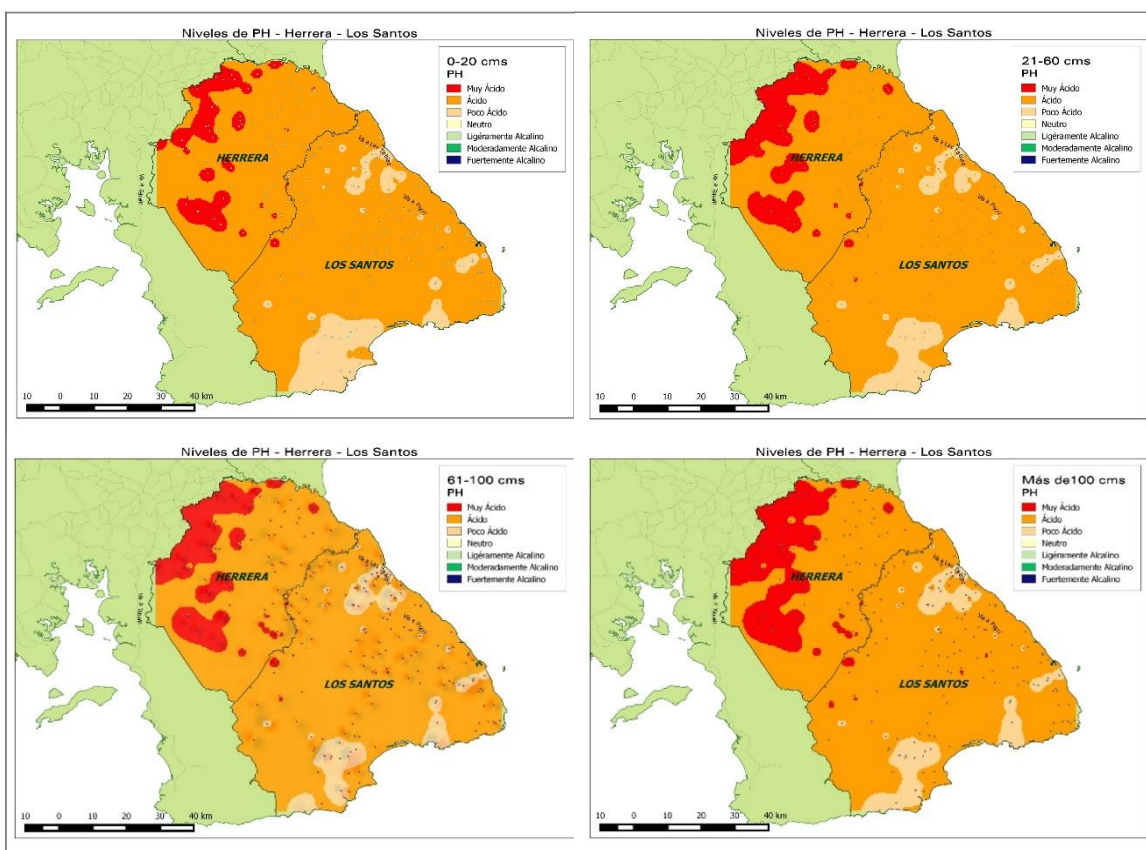 Niveles de PH - Herrera - Los Santos
0-20 cms
PH
Muy Ácido
Ácido
Poco Ácido
Neutro
Ligéramente Alcalino
Moderadamente Alcalino
Fuertemente Alcalino
HERRERA
LOS SANTOS
10 0 10 20 30 40 km
Niveles de PH - Herrera - Los Santos
21-60 cms
PH
Muy Ácido
Ácido
Poco Ácido
Neutro
Ligéramente Alcalino
Moderadamente Alcalino
Fuertemente Alcalino
HERRERA
LOS SANTOS
10 0 10 20 30 40 km
Niveles de PH - Herrera - Los Santos
61-100 cms
PH
Muy Ácido
Ácido
Poco Ácido
Neutro
Ligéramente Alcalino
Moderadamente Alcalino
Fuertemente Alcalino
HERRERA
LOS SANTOS
10 0 10 20 30 40 km
Niveles de PH - Herrera - Los Santos
Más de100 cms
PH
Muy Ácido
Ácido
Poco Ácido
Neutro
Ligéramente Alcalino
Moderadamente Alcalino
Fuertemente Alcalino
HERRERA
LOS SANTOS
10 0 10 20 30 40 km